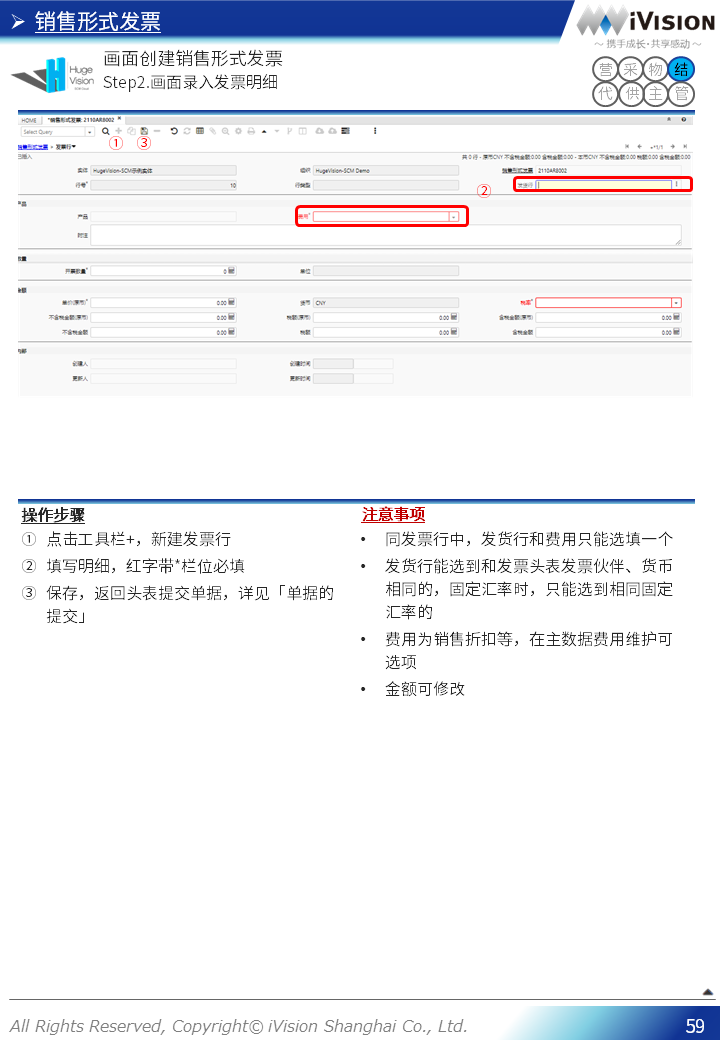 ➢ 销售形式发票
iVISION
～ 携手成长·共享感动 ～
画面创建销售形式发票
Step2.画面录入发票明细
Huge
Vision
营 采 物 结
代 供 主 管
HOME *销售形式发票: 2110AR8002
Select Query
① ③
销售形式发票 » 发票行
已插入 共 0 行 - 原币CNY 不含税金额:0.00 含税金额:0.00 - 本币CNY 不含税金额:0.00 税额:0.00 含税金额:0.00
实体 HugeVision-SCM示例实体 组织 HugeVision-SCM Demo 销售形式发票 2110AR8002
行号* 10 行类型 ② 发货行
产品
产品 费用*
附注
数量
开票数量* 0 单位
金额
单价(原币)* 0.00 货币 CNY 税率*
不含税金额(原币) 0.00 税额(原币) 0.00 含税金额(原币) 0.00
不含税金额 0.00 税额 0.00 含税金额 0.00
内部
创建人 创建时间
更新人 更新时间
操作步骤
① 点击工具栏+，新建发票行
② 填写明细，红字带*栏位必填
③ 保存，返回头表提交单据，详见「单据的
提交」
注意事项
• 同发票行中，发货行和费用只能选填一个
• 发货行能选到和发票头表发票伙伴、货币
相同的，固定汇率时，只能选到相同固定
汇率的
• 费用为销售折扣等，在主数据费用维护可
选项
• 金额可修改
All Rights Reserved, Copyright© iVision Shanghai Co., Ltd.
59